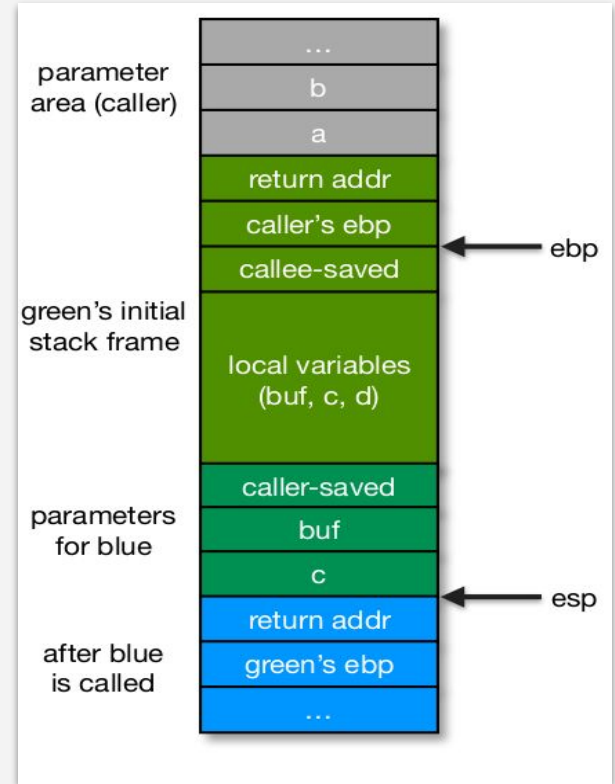 ...
parameter
area (caller)
b
a
return addr
caller's ebp
ebp
callee-saved
green's initial
stack frame
local variables
(buf, c, d)
caller-saved
parameters
for blue
buf
c
esp
return addr
after blue
is called
green's ebp
...